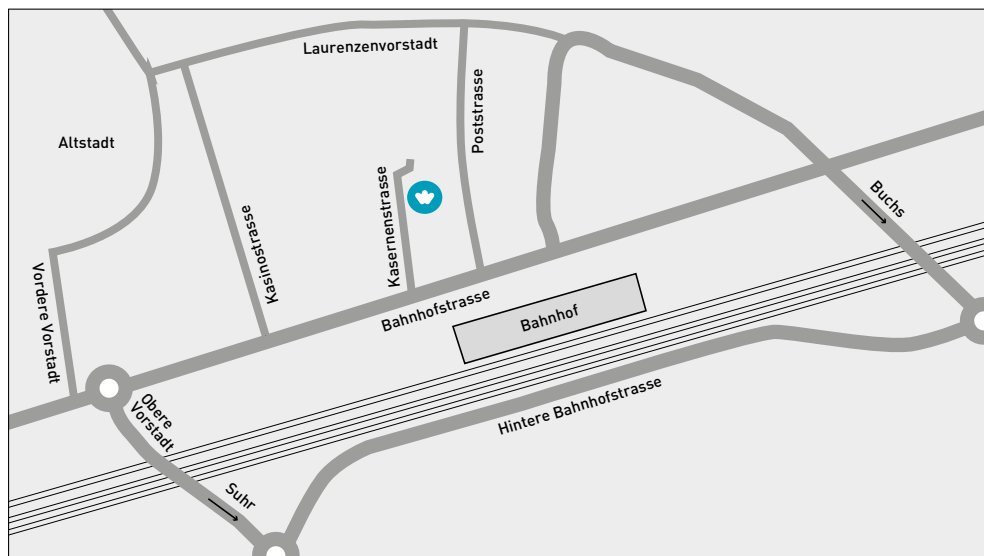 Laurenzenvorstadt
Altstadt
Poststrasse
Kasernenstrasse
Buchs
Kasinostrasse
Vordere Vorstadt
Bahnhofstrasse
Bahnhof
Obere
Vorstadt
Hintere Bahnhofstrasse
Suhr